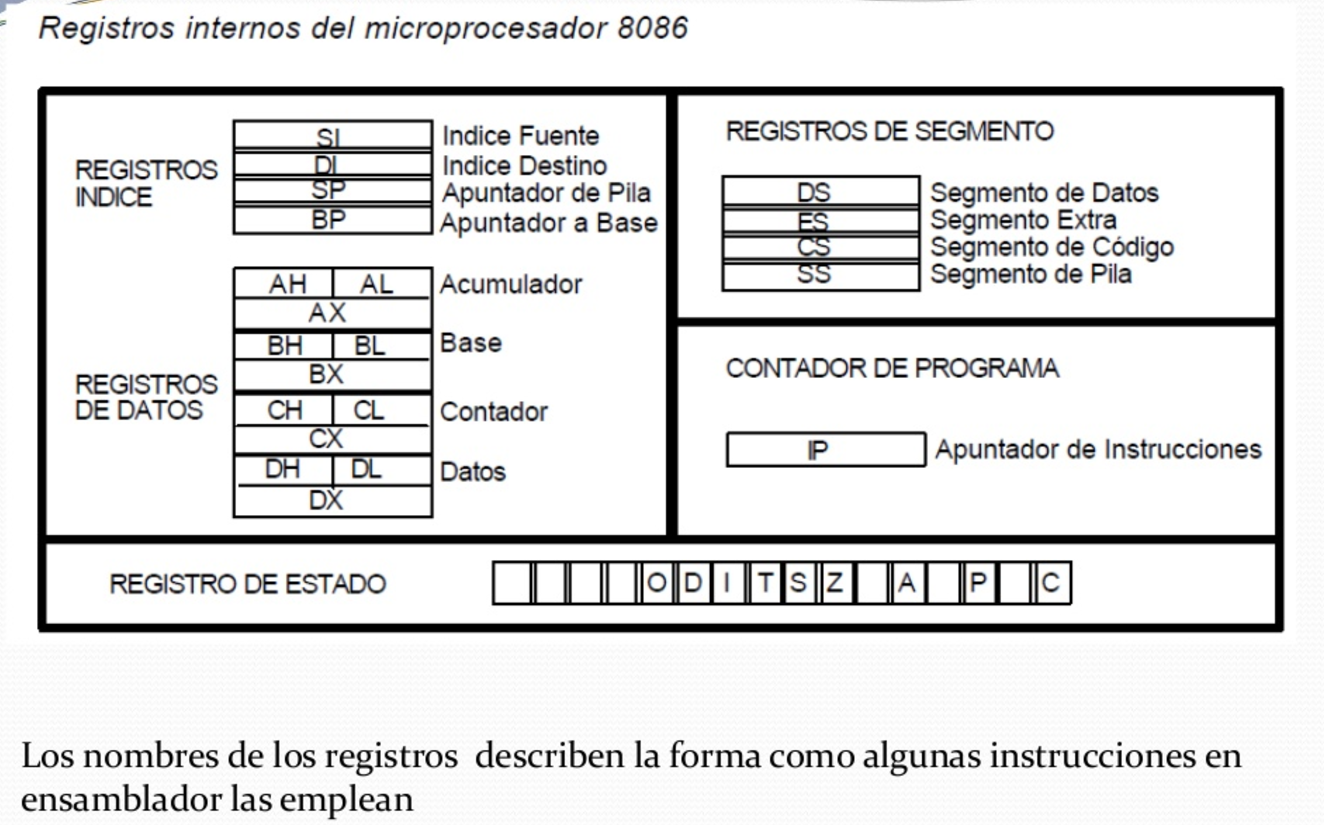 Registros internos del microprocesador 8086
REGISTROS
INDICE
SI Indice Fuente
DI Indice Destino
SP Apuntador de Pila
BP Apuntador a Base
REGISTROS
DE DATOS
AH AL Acumulador
AX
BH BL Base
BX
CH CL Contador
CX
DH DL Datos
DX
REGISTROS DE SEGMENTO
DS Segmento de Datos
ES Segmento Extra
CS Segmento de Código
SS Segmento de Pila
CONTADOR DE PROGRAMA
IP Apuntador de Instrucciones
REGISTRO DE ESTADO O D I T S Z A P C
Los nombres de los registros describen la forma como algunas instrucciones en
ensamblador las emplean